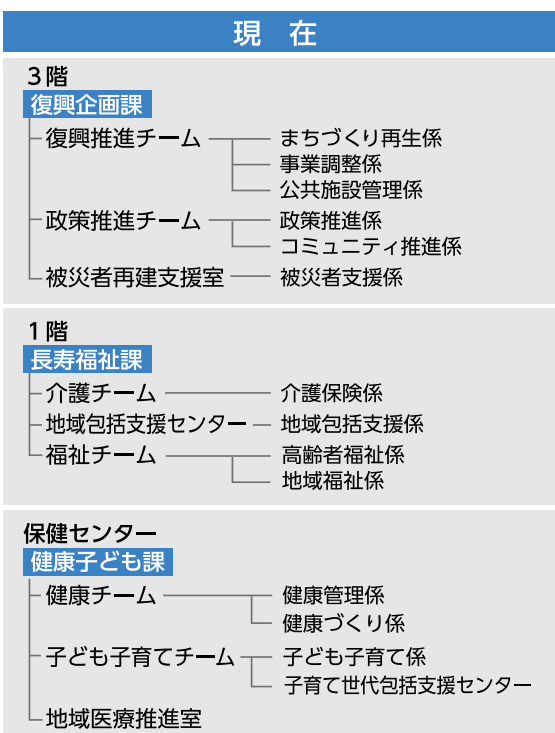 現 在
3階
復興企画課
復興推進チーム まちづくり再生係
事業調整係
公共施設管理係
政策推進チーム 政策推進係
コミュニティ推進係
被災者再建支援室 被災者支援係
1階
長寿福祉課
介護チーム 介護保険係
地域包括支援センター 地域包括支援係
福祉チーム 高齢者福祉係
地域福祉係
保健センター
健康子ども課
健康チーム 健康管理係
健康づくり係
子ども子育てチーム 子ども子育て係
子育て世代包括支援センター
地域医療推進室